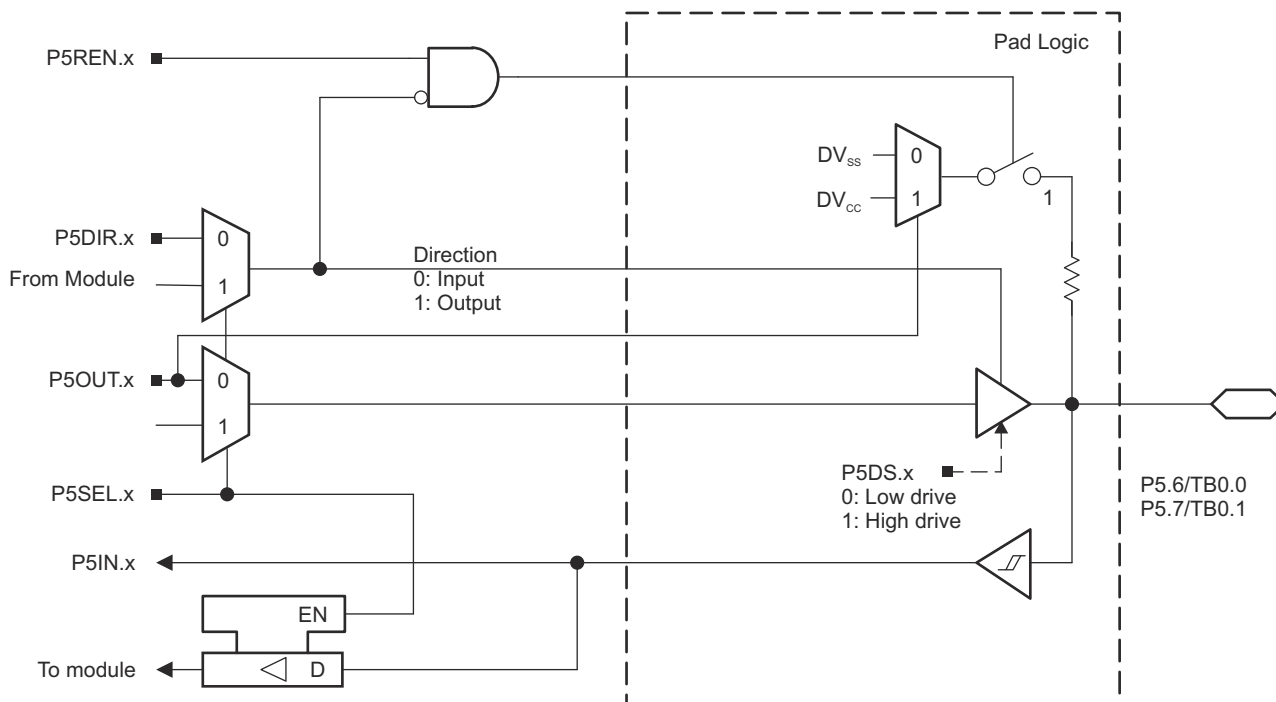 Pad Logic
P5REN.x
DVSS
0
DVCC
1
1
P5DIR.x
0
From Module
1
Direction
0: Input
1: Output
P5OUT.x
0
1
P5SEL.x
P5DS.x
0: Low drive
1: High drive
P5.6/TB0.0
P5.7/TB0.1
P5IN.x
EN
To module
D